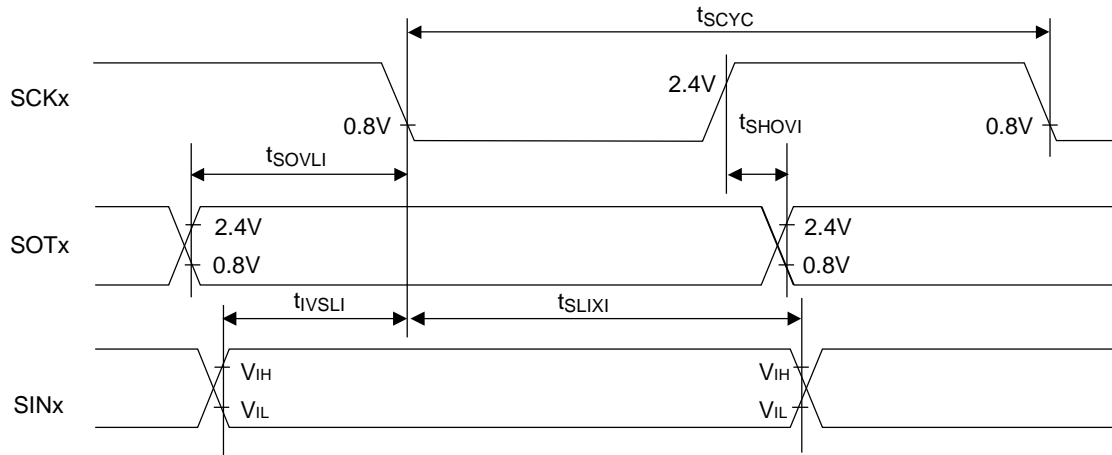 tSCYC
SCKx
2.4V
0.8V
tSHOVI
0.8V
tSOVLI
SOTx
2.4V
0.8V
2.4V
0.8V
tIVSLI
tSLIXI
SINx
VIH
VIL
VIH
VIL